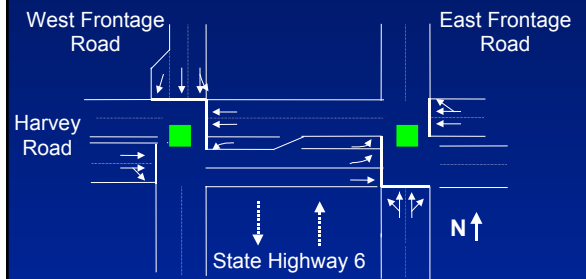 West Frontage
Road
East Frontage
Road
Harvey
Road
N
State Highway 6